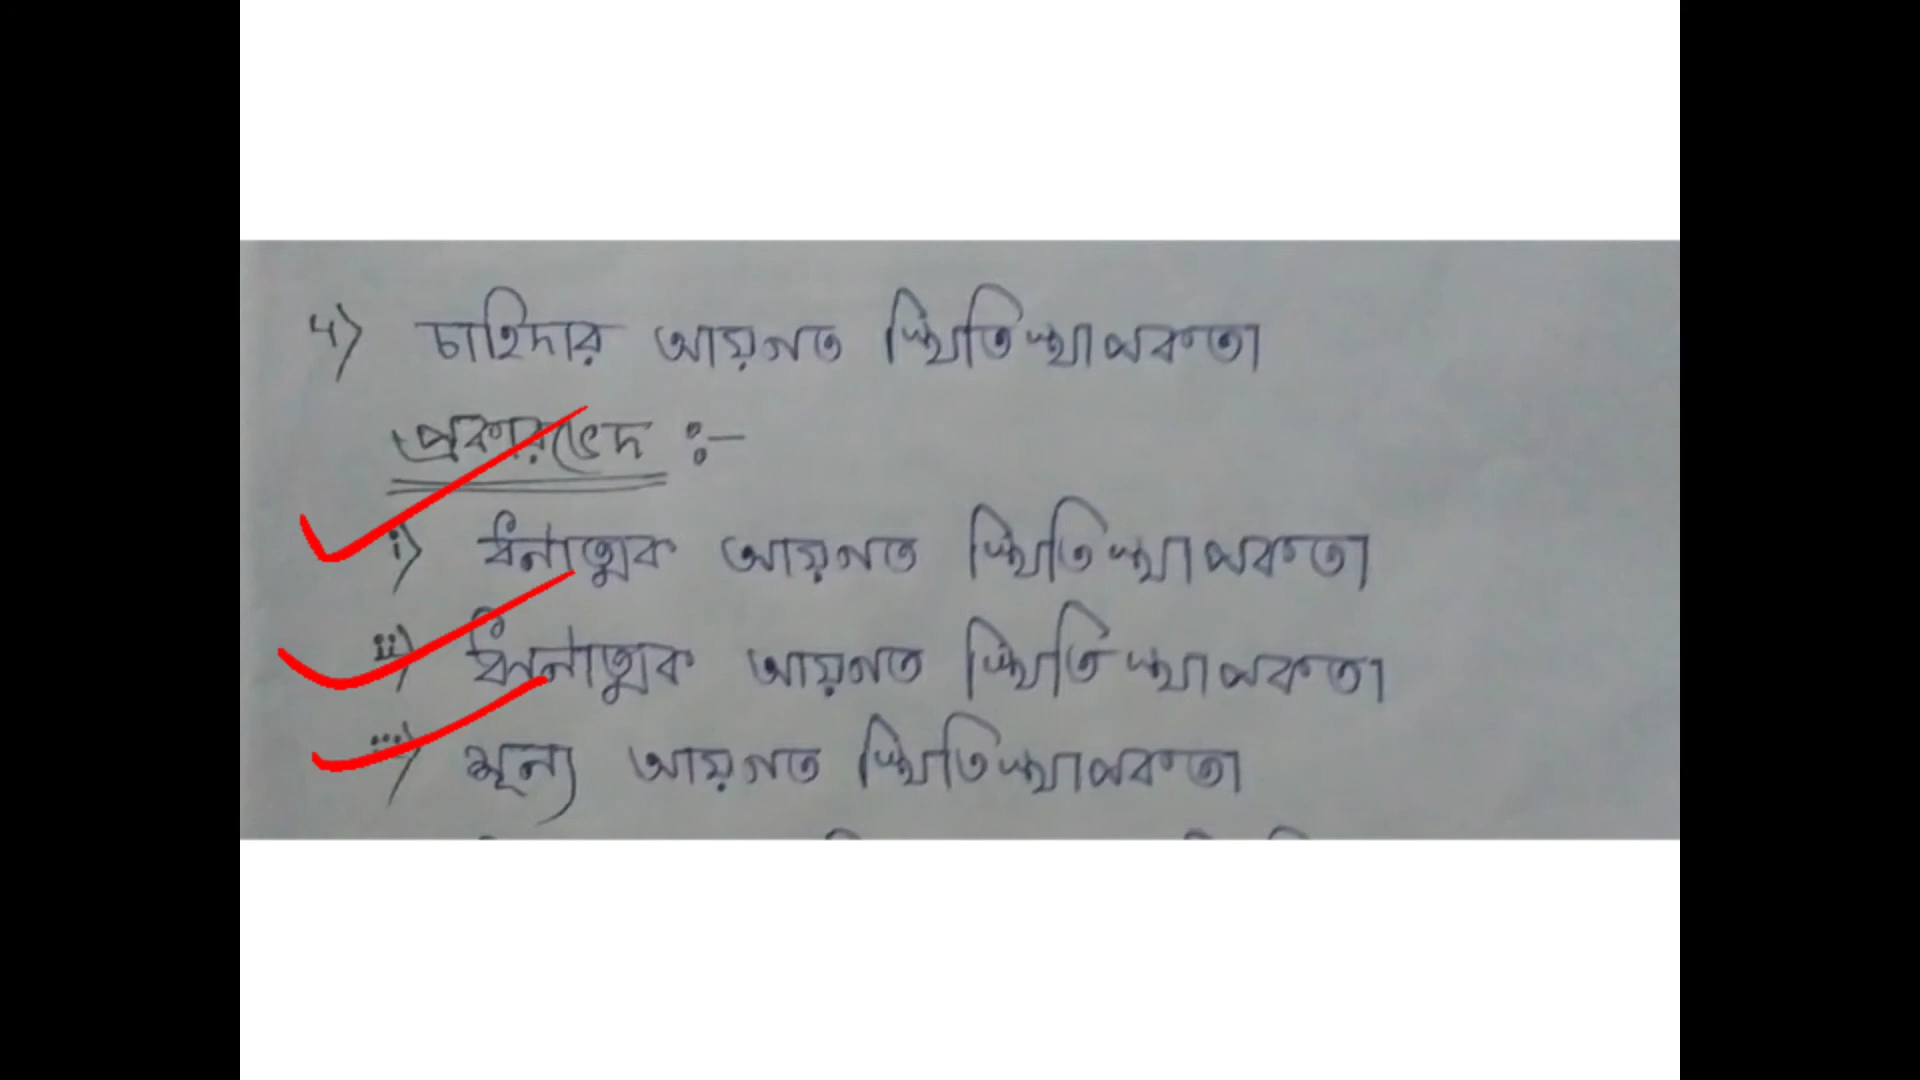 4) চাহিদার আয়গত স্থিতিস্থাপকতা
প্রকারভেদ :-
i) ধনাত্মক আয়গত স্থিতিস্থাপকতা
ii) ঋনাত্মক আয়গত স্থিতিস্থাপকতা
iii) শূন্য আয়গত স্থিতিস্থাপকতা